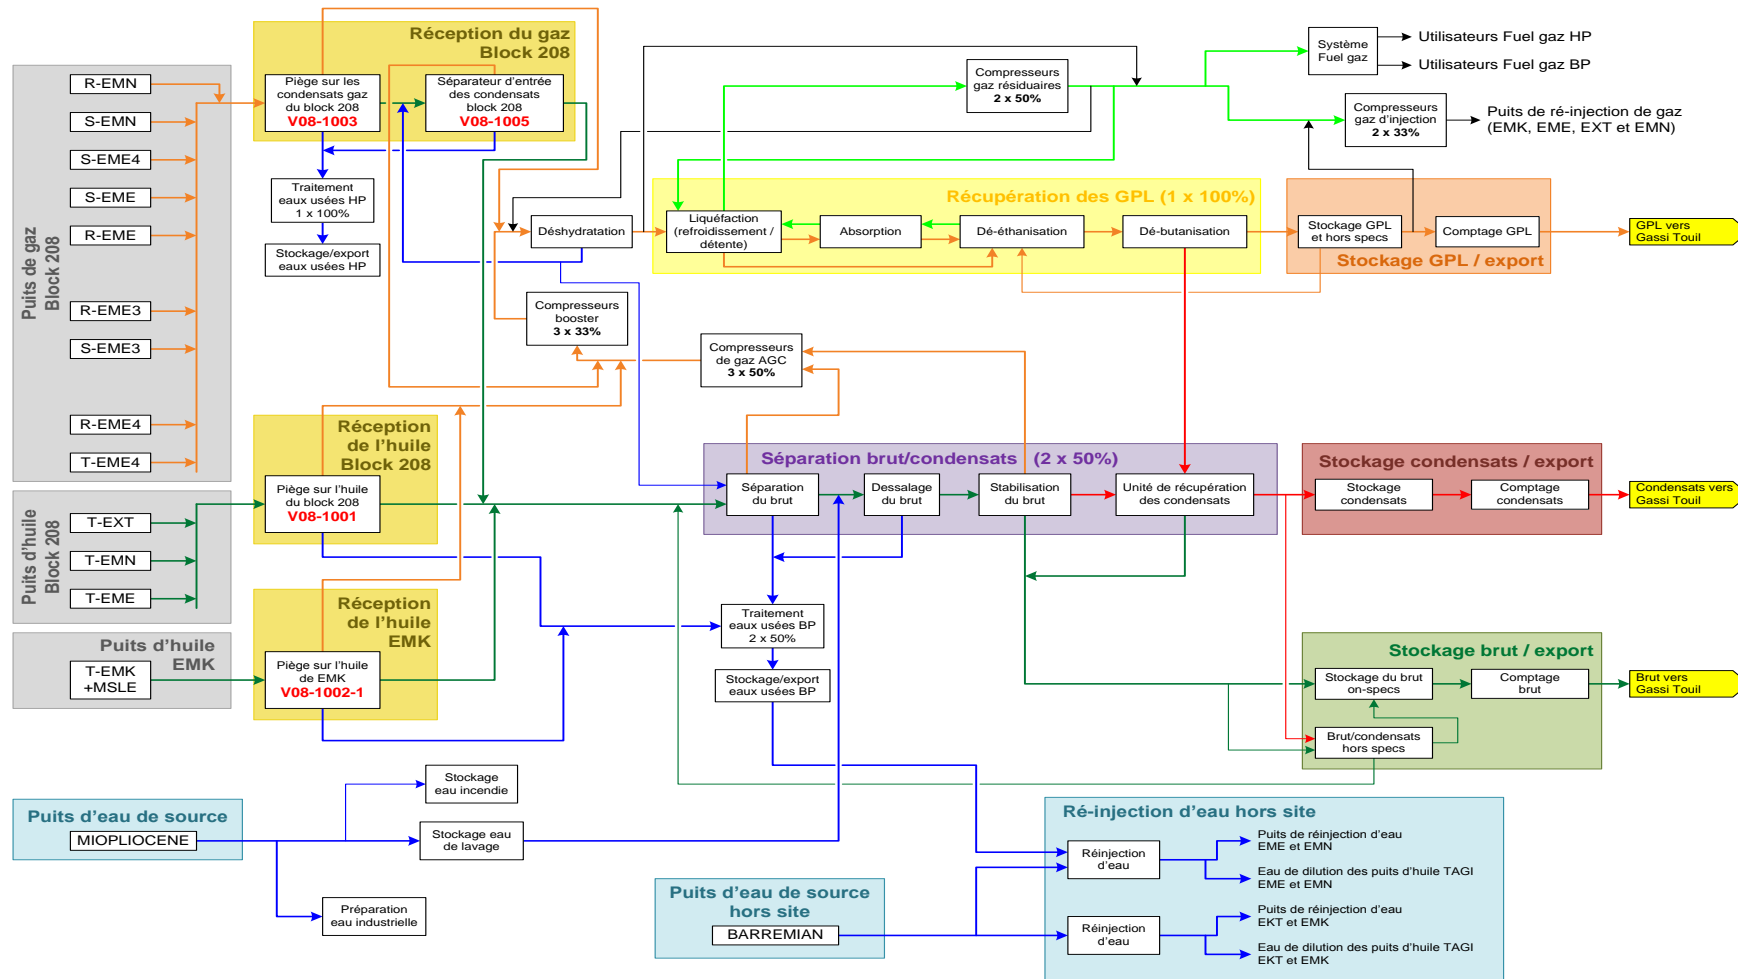 Réception du gaz
Block 208
Piège sur les
condensats gaz
du block 208
V08-1003
Séparateur d'entrée
des condensats
block 208
V08-1005
Puits de gaz
Block 208
R-EMN
S-EMN
S-EME4
S-EME
R-EME
R-EME3
S-EME3
R-EME4
T-EME4
Traitement
eaux usées HP
1 x 100%
Stockage/export
eaux usées HP
Compresseurs
gaz résiduaires
2 x 50%
Système
Fuel gaz
Utilisateurs Fuel gaz HP
Utilisateurs Fuel gaz BP
Compresseurs
gaz d'injection
2 x 33%
Puits de ré-injection de gaz
(EMK, EME, EXT et EMN)
Déshydratation
Récupération des GPL (1 x 100%)
Liquéfaction
(refroidissement /
détente)
Absorption
Dé-éthanisation
Dé-butanisation
Stockage GPL
et hors specs
Comptage GPL
Stockage GPL / export
GPL vers
Gassi Touil
Compresseurs
booster
3 x 33%
Compresseurs
de gaz AGC
3 x 50%
Réception
de l'huile
Block 208
Piège sur l'huile
du block 208
V08-1001
Puits d'huile
Block 208
T-EXT
T-EMN
T-EME
Séparation brut/condensats (2 x 50%)
Séparation
du brut
Dessalage
du brut
Stabilisation
du brut
Unité de récupération
des condensats
Stockage condensats / export
Stockage
condensats
Comptage
condensats
Condensats vers
Gassi Touil
Réception
de l'huile
EMK
Piège sur l'huile
de EMK
V08-1002-1
Puits d'huile
EMK
T-EMK
+MSLE
Traitement
eaux usées BP
2 x 50%
Stockage/export
eaux usées BP
Stockage brut / export
Stockage du brut
on-specs
Comptage
brut
Brut/condensats
hors specs
Brut vers
Gassi Touil
Puits d'eau de source
MIOPLIOCENE
Stockage
eau incendie
Stockage eau
de lavage
Préparation
eau industrielle
Puits d'eau de source
hors site
BARREMIAN
Ré-injection d'eau hors site
Réinjection
d'eau
Puits de réinjection d'eau
EME et EMN
Eau de dilution des puits d'huile TAGI
EME et EMN
Réinjection
d'eau
Puits de réinjection d'eau
EKT et EMK
Eau de dilution des puits d'huile TAGI
EKT et EMK